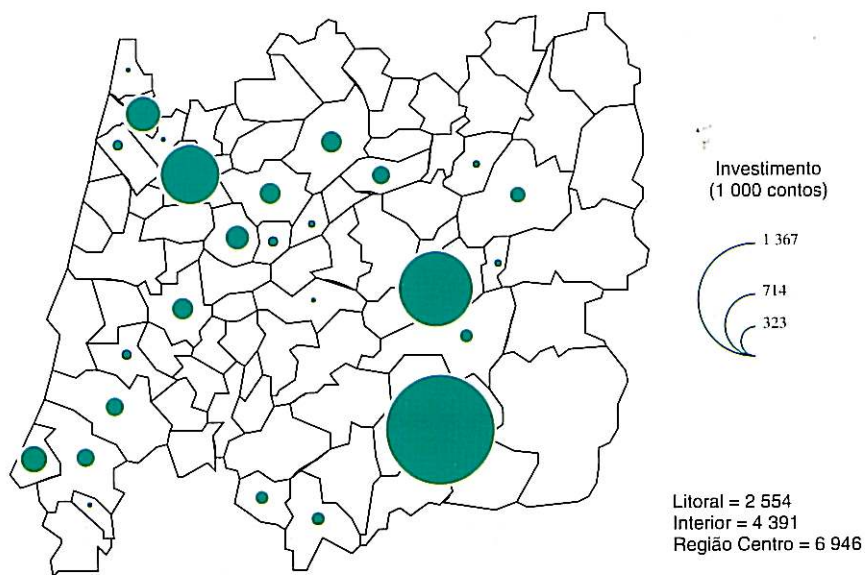 Investimento
(1 000 contos)
1 367
714
323
Litoral = 2 554
Interior = 4 391
Região Centro = 6 946